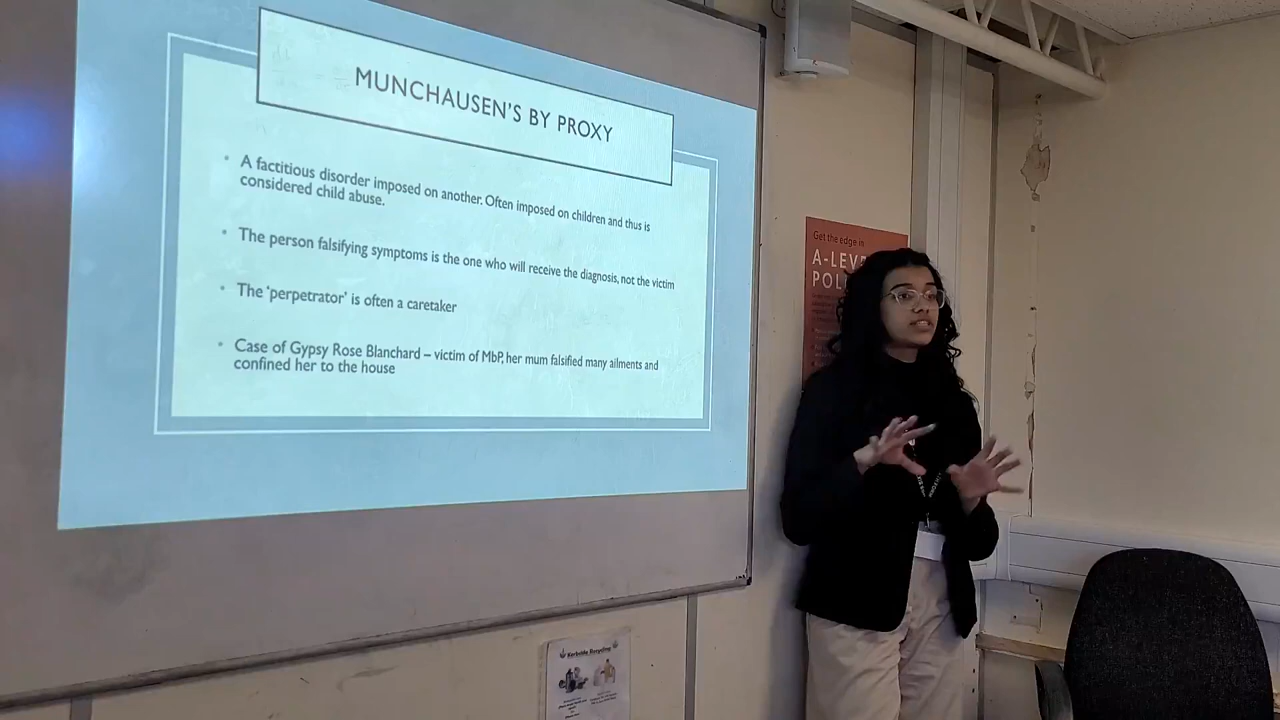 MUNCHAUSEN'S BY PROXY
A factitious disorder imposed on another. Often imposed on children and thus is
considered child abuse.
The person falsifying symptoms is the one who will receive the diagnosis, not the victim
The 'perpetrator' is often a caretaker
Case of Gypsy Rose Blanchard – victim of MbP, her mum falsified many ailments and
confined her to the house
Get the edge in
A-LEV
POL
Kerbside Recycling